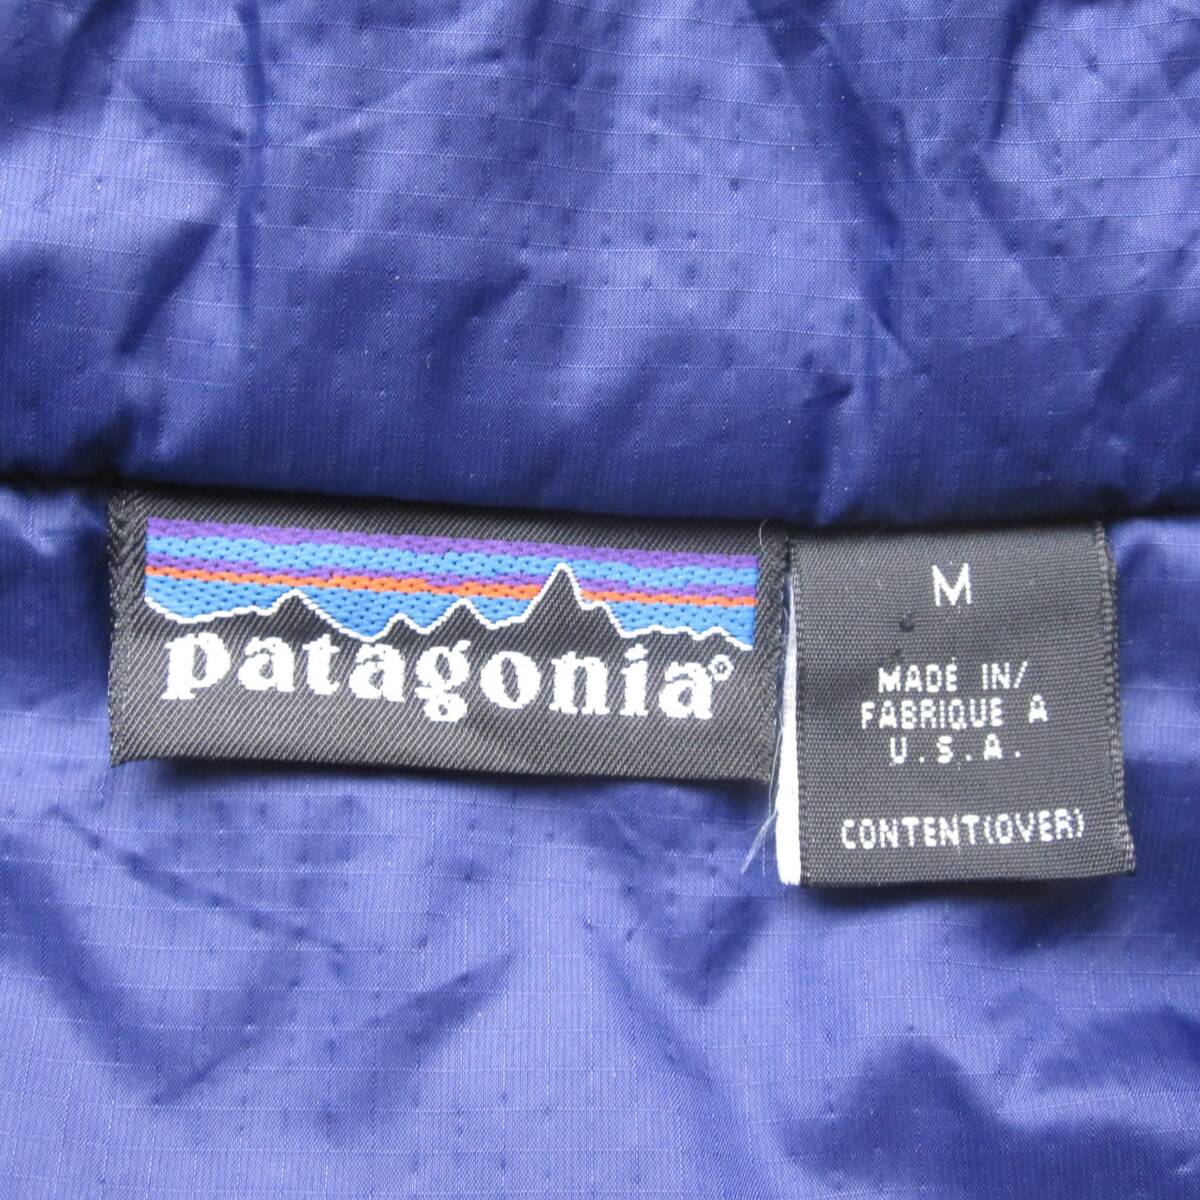 patagonia®
M
MADE IN/
FABRIQUE A
U.S.A.
CONTENT(OVER)